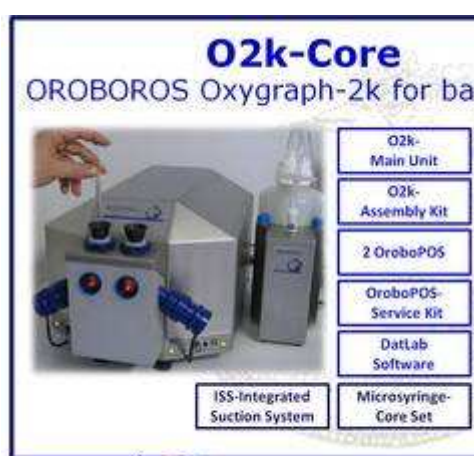 O2k-Core
OROBOROS Oxygraph-2k for ba
O2k-
Main Unit
O2k-
Assembly Kit
2 OroboPOS
OroboPOS-
Service Kit
DatLab
Software
ISS-Integrated
Suction System
Microsyringe-
Core Set